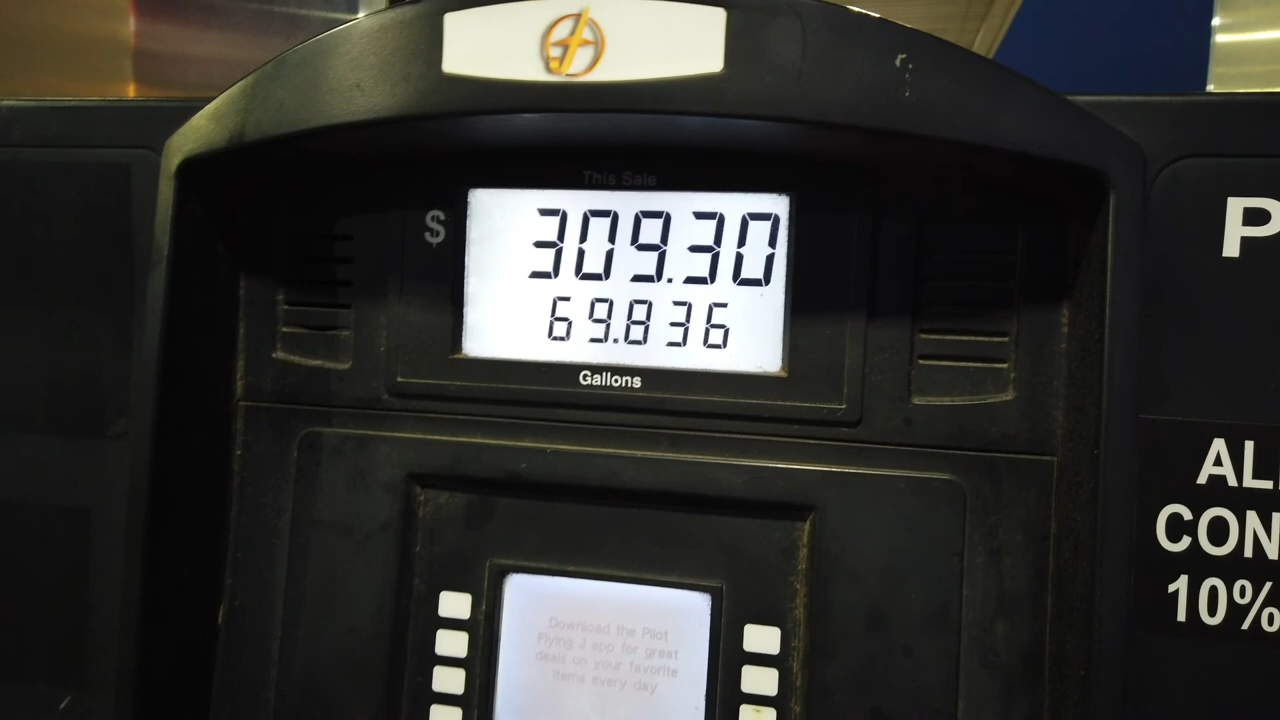 This Sale
$ 309.30
69.836
Gallons
P
ALL
CON
10%
Download the Pilot
Flying J app for great
deals on your favorite
items every day